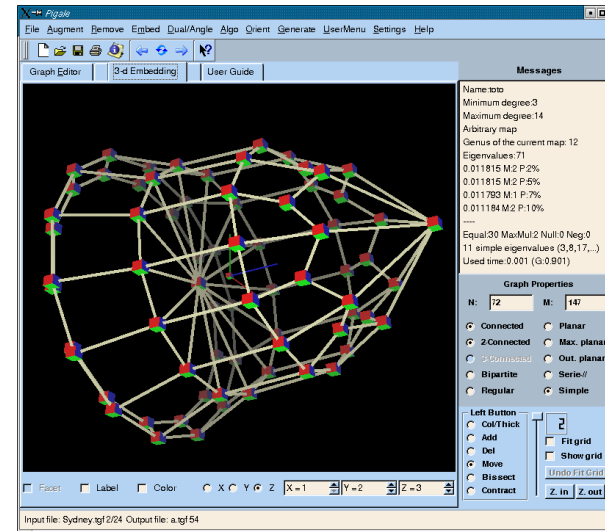 Pigale
File Augment Remove Embed Dual/Angle Algo Orient Generate UserMenu Settings Help
Graph Editor 3-d Embedding User Guide
Messages
Name:toto
Minimum degree:3
Maximum degree:14
Arbitrary map
Genus of the current map: 12
Eigenvalues:71
0.011815 M:2 P:2%
0.011815 M:2 P:5%
0.011793 M:1 P:7%
0.011184 M:2 P:10%
----
Equal:30 MaxMul:2 Null:0 Neg:0
11 simple eigenvalues (3,8,17,...)
Used time:0.001 (G:0.901)
Graph Properties
N: 72 M: 147
Connected Planar
2-Connected Max. planar
3-Connected Out. planar
Bipartite Serie-//
Regular Simple
Left Button
Col/Thick
Add
Del
Move
Bissect
Contract
2
Fit grid
Show grid
Undo Fit Grid
Z. in Z. out
Facet Label Color X Y Z X=1 Y=2 Z=3
Input file: Sydney.tgf 2/24 Output file: a.tgf 54